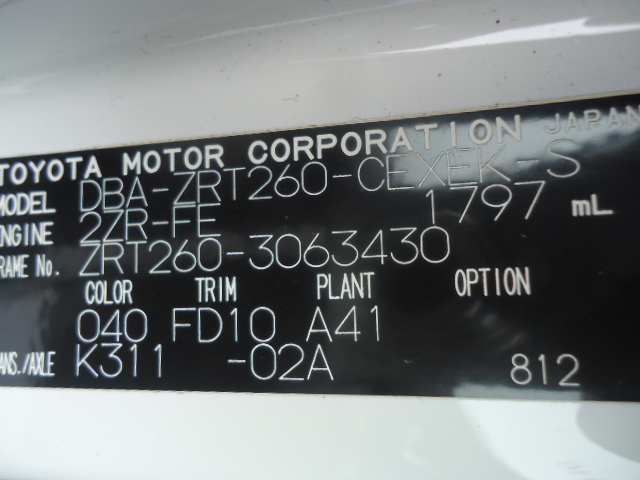 TOYOTA MOTOR CORPORATION JAPAN
MODEL DBA-ZRT260-CEXEK-S
ENGINE 2ZR-FE 1797 mL
FRAME No. ZRT260-3063430
COLOR TRIM PLANT OPTION
040 FD10 A41
TRANS./AXLE K311 -02A 812